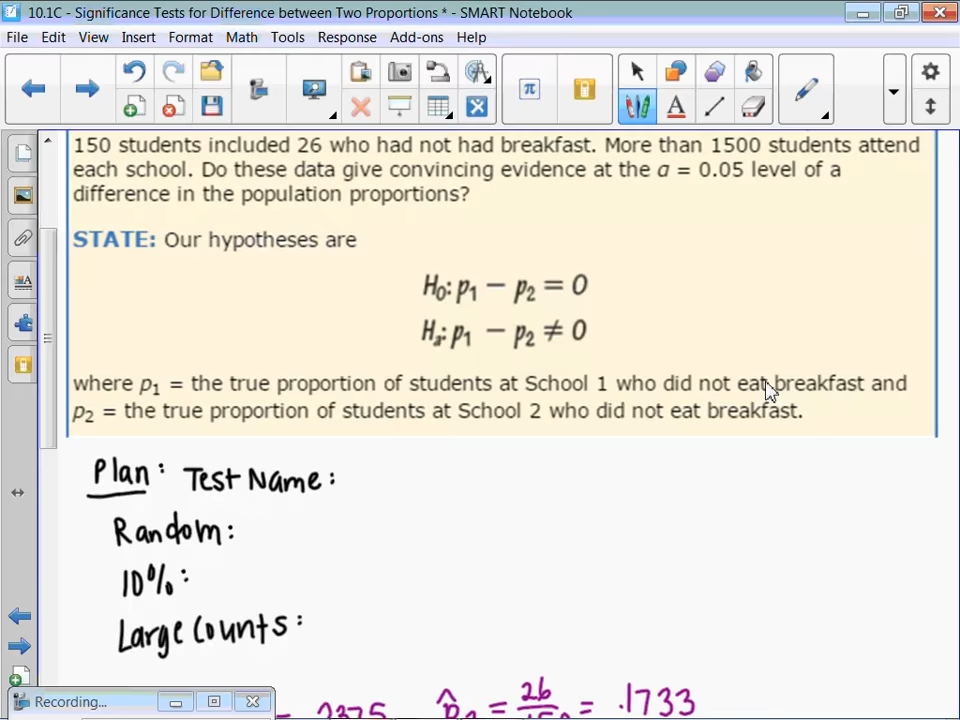 10.1C - Significance Tests for Difference between Two Proportions * - SMART Notebook
File Edit View Insert Format Math Tools Response Add-ons Help
150 students included 26 who had not had breakfast. More than 1500 students attend
each school. Do these data give convincing evidence at the α = 0.05 level of a
difference in the population proportions?
STATE: Our hypotheses are
H₀: p₁ − p₂ = 0
Hₐ: p₁ − p₂ ≠ 0
where p₁ = the true proportion of students at School 1 who did not eat breakfast and
p₂ = the true proportion of students at School 2 who did not eat breakfast.
Plan: Test Name:
Random:
10%:
Large Counts:
= .2375 p̂₂ = 26/150 = .1733
Recording...